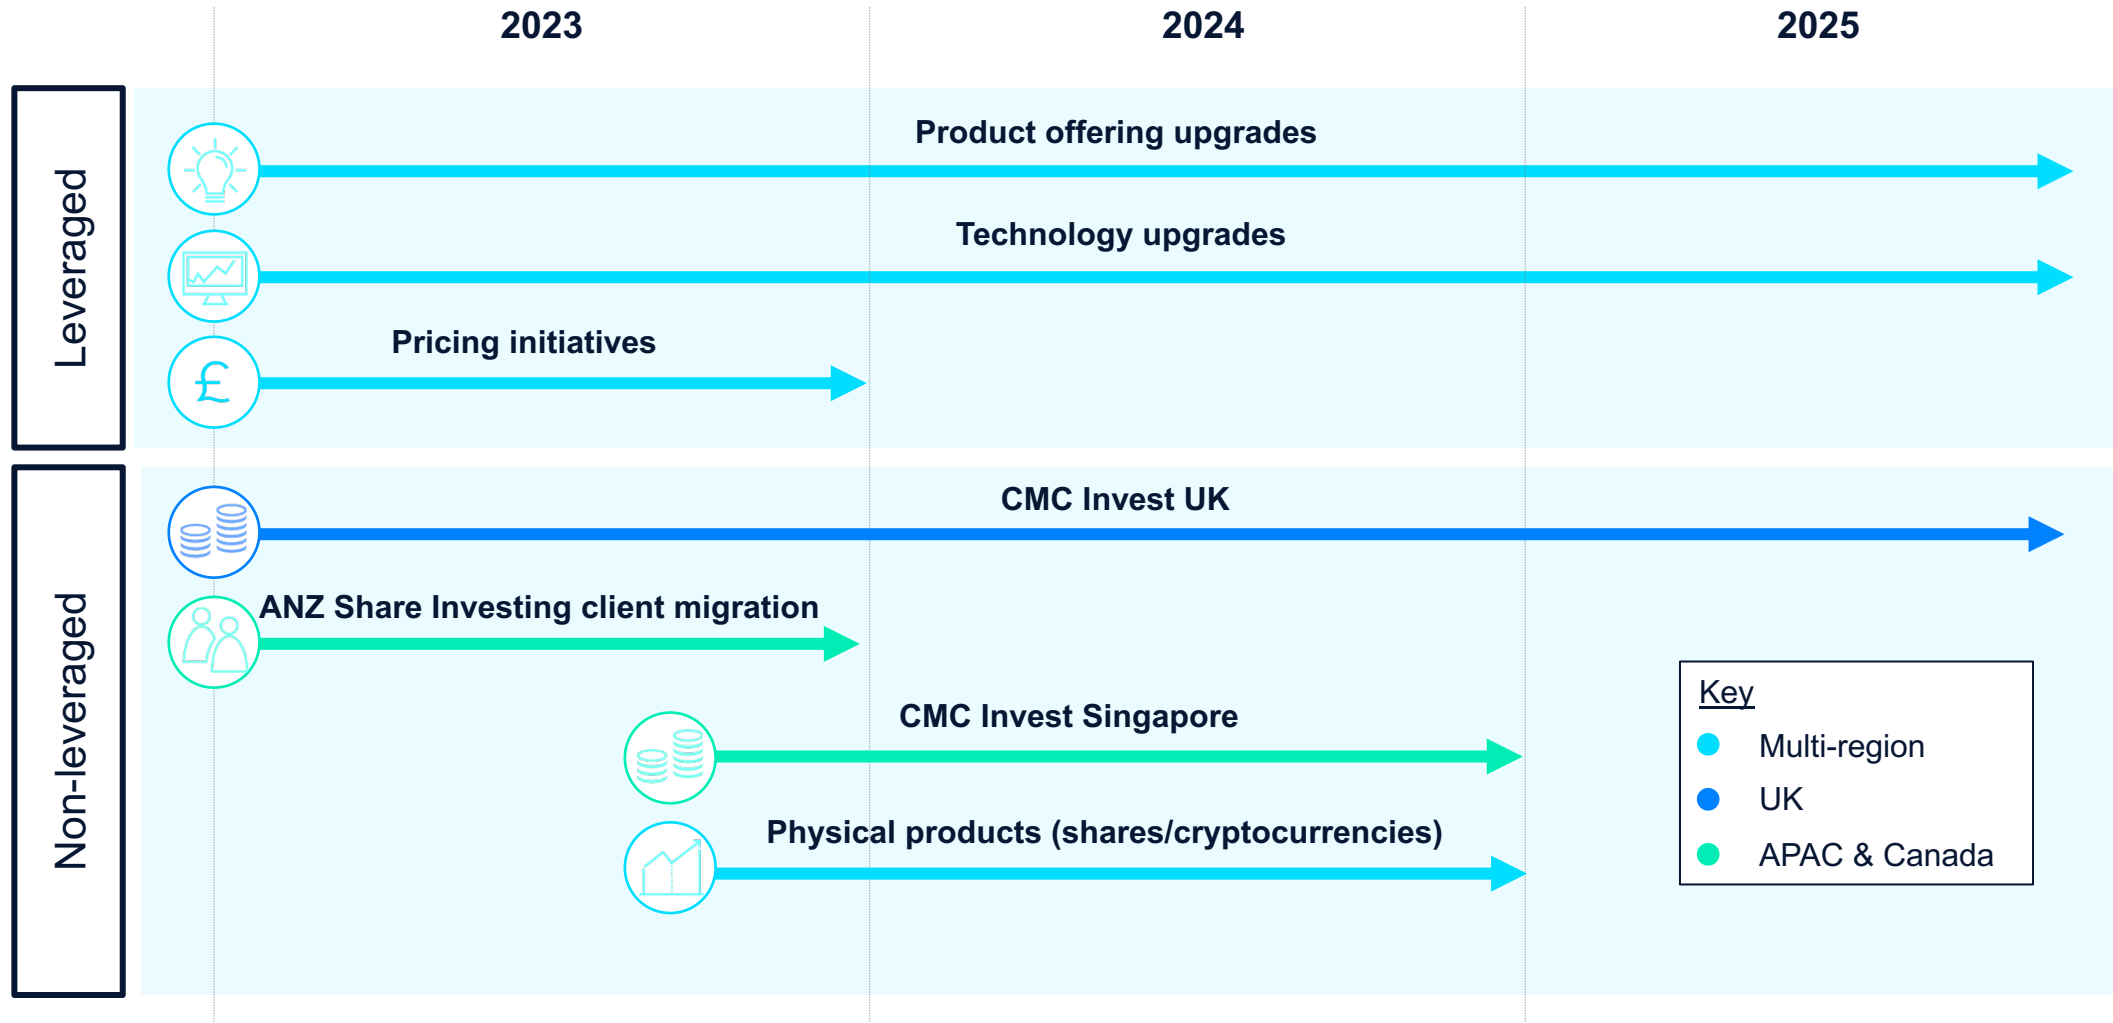 2023
2024
2025
Leveraged
Product offering upgrades
Technology upgrades
Pricing initiatives
£
Non-leveraged
CMC Invest UK
ANZ Share Investing client migration
CMC Invest Singapore
Physical products (shares/cryptocurrencies)
Key
Multi-region
UK
APAC & Canada